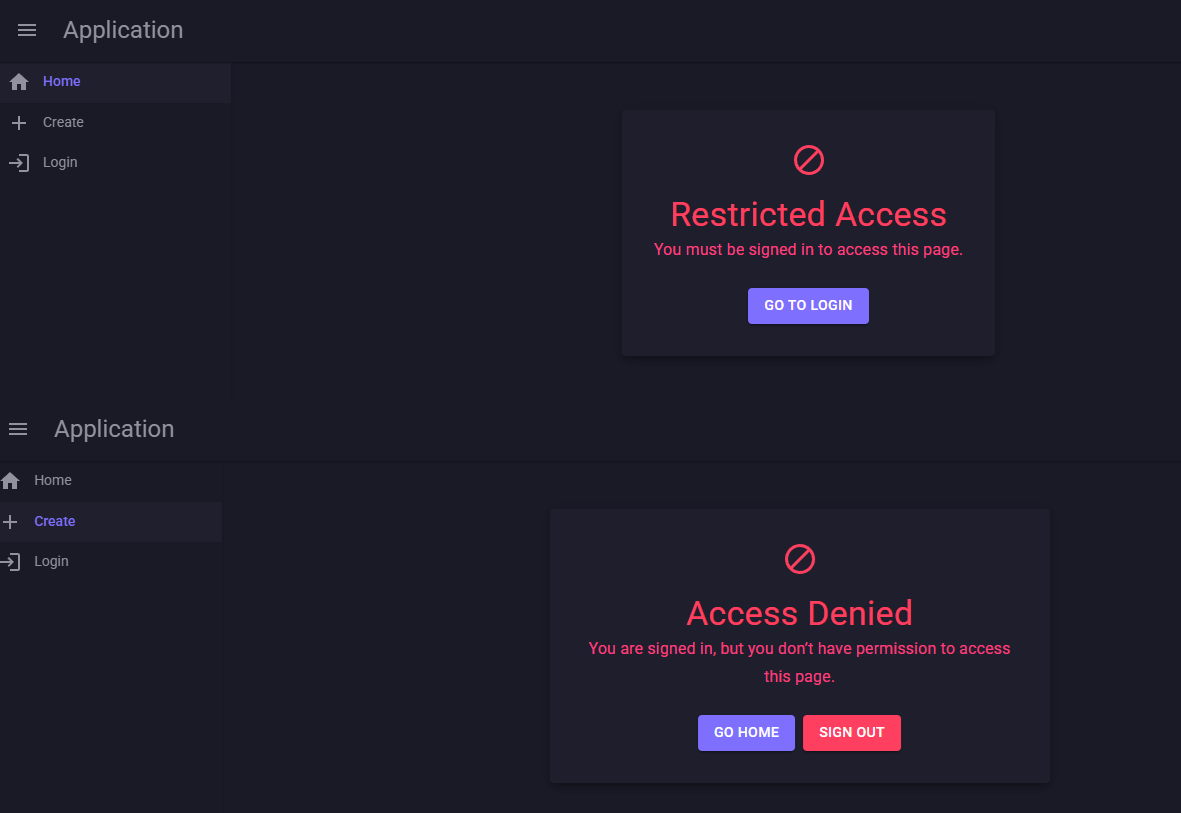 Application
Home
Create
Login
Restricted Access
You must be signed in to access this page.
GO TO LOGIN
Application
Home
Create
Login
Access Denied
You are signed in, but you don’t have permission to access
this page.
GO HOME SIGN OUT